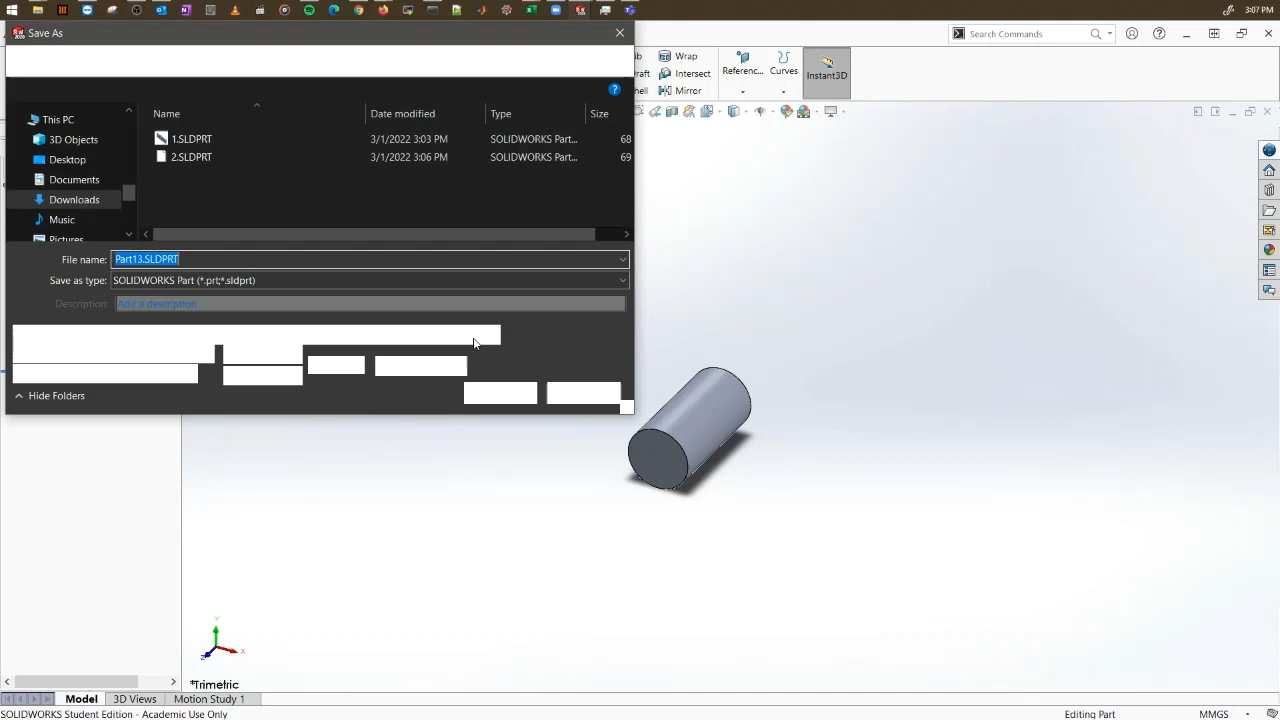 3:07 PM
Save As
Search Commands
Wrap
Intersect
Mirror
Referenc...
Curves
Instant3D
Name
Date modified
Type
Size
This PC
3D Objects
Desktop
Documents
Downloads
Music
Pictures
1.SLDPRT 3/1/2022 3:03 PM SOLIDWORKS Part... 68
2.SLDPRT 3/1/2022 3:06 PM SOLIDWORKS Part... 69
File name: Part13.SLDPRT
Save as type: SOLIDWORKS Part (*.prt;*.sldprt)
Description: Add a description
Hide Folders
Y
X
Z
*Trimetric
Model
3D Views
Motion Study 1
SOLIDWORKS Student Edition - Academic Use Only
Editing Part
MMGS